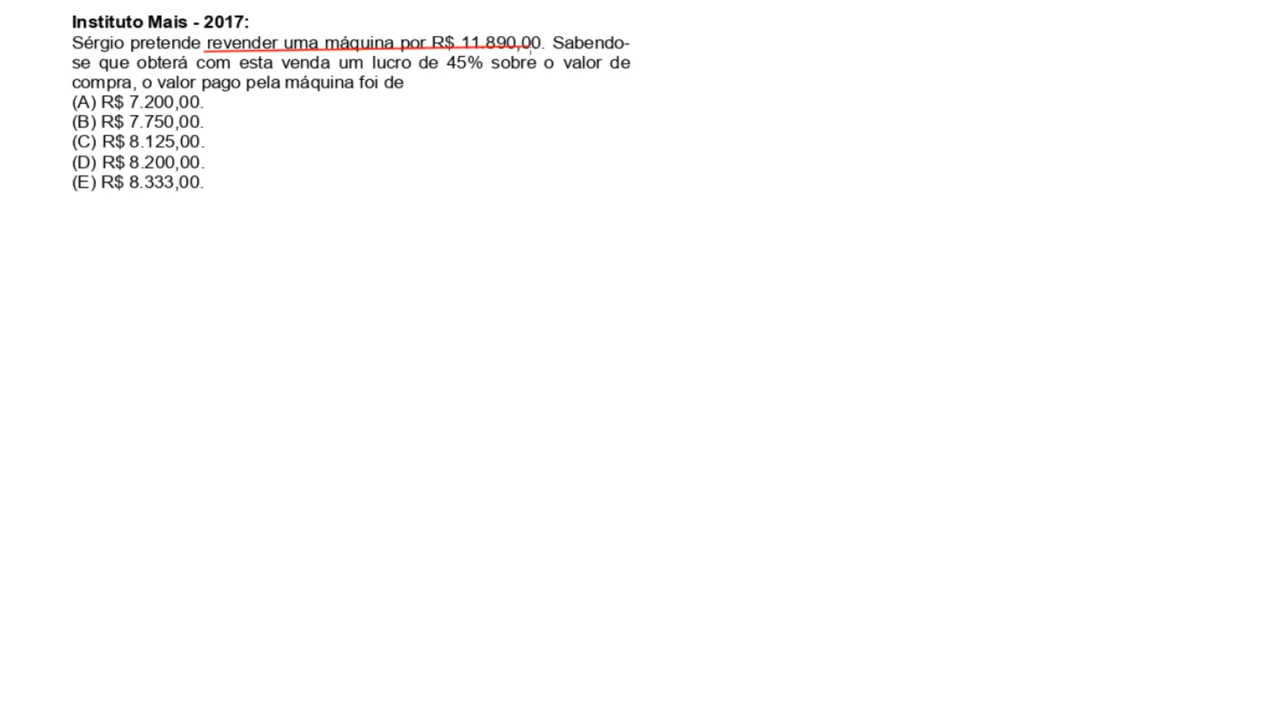 Instituto Mais - 2017:
Sérgio pretende revender uma máquina por R$ 11.890,00. Sabendo-
se que obterá com esta venda um lucro de 45% sobre o valor de
compra, o valor pago pela máquina foi de
(A) R$ 7.200,00.
(B) R$ 7.750,00.
(C) R$ 8.125,00.
(D) R$ 8.200,00.
(E) R$ 8.333,00.